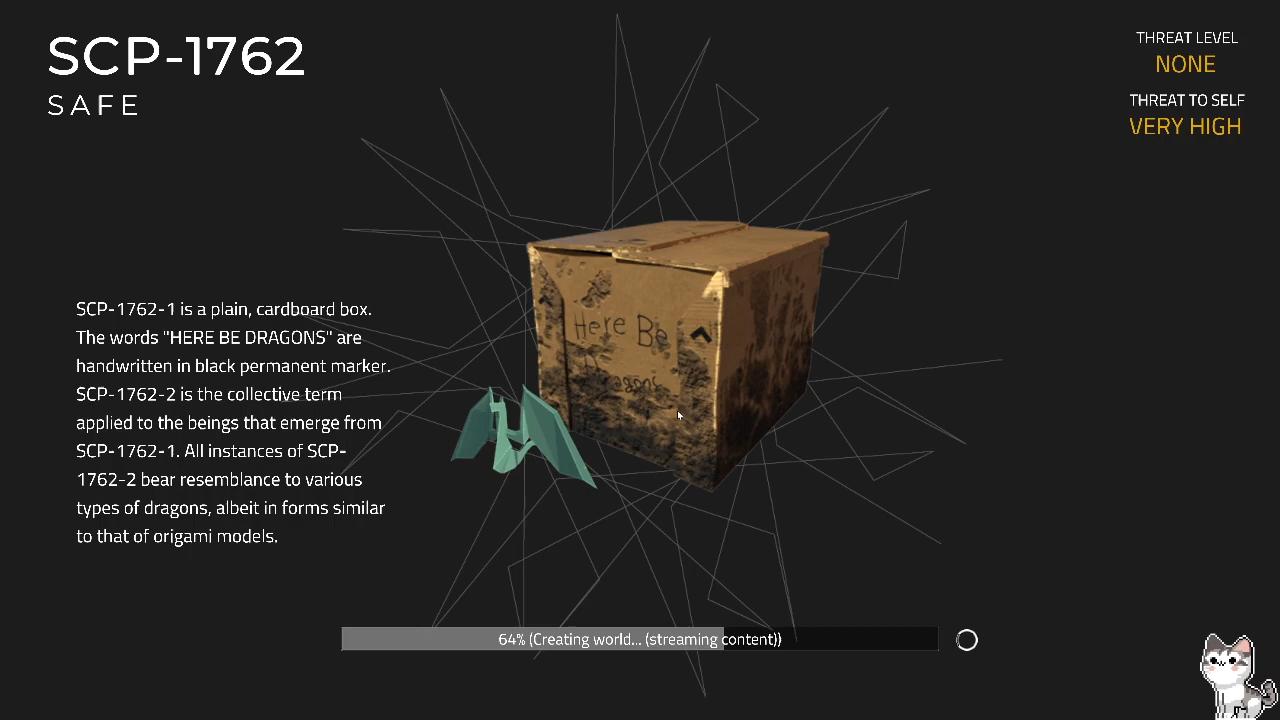 SCP-1762
SAFE
THREAT LEVEL
NONE
THREAT TO SELF
VERY HIGH
SCP-1762-1 is a plain, cardboard box.
The words "HERE BE DRAGONS" are
handwritten in black permanent marker.
SCP-1762-2 is the collective term
applied to the beings that emerge from
SCP-1762-1. All instances of SCP-
1762-2 bear resemblance to various
types of dragons, albeit in forms similar
to that of origami models.
Here Be
Dragons
64% (Creating world... (streaming content))